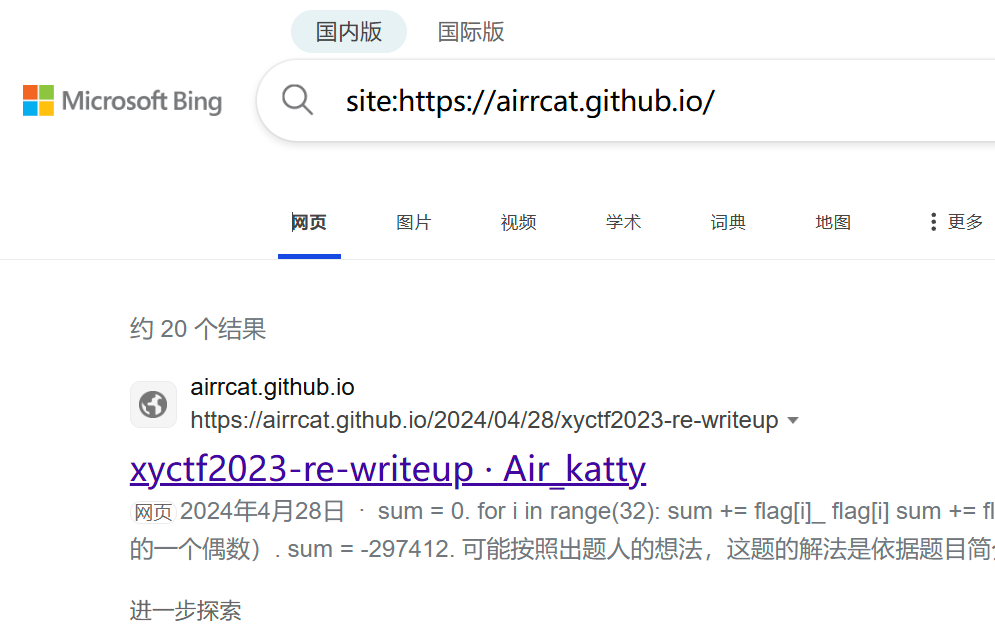 国内版 国际版
Microsoft Bing
site:https://airrcat.github.io/
网页 图片 视频 学术 词典 地图 更多
约 20 个结果
airrcat.github.io
https://airrcat.github.io/2024/04/28/xyctf2023-re-writeup
xyctf2023-re-writeup · Air_katty
网页 2024年4月28日 · sum = 0. for i in range(32): sum += flag[i]_ flag[i] sum += fl
的一个偶数）. sum = -297412. 可能按照出题人的想法，这题的解法是依据题目简
进一步探索